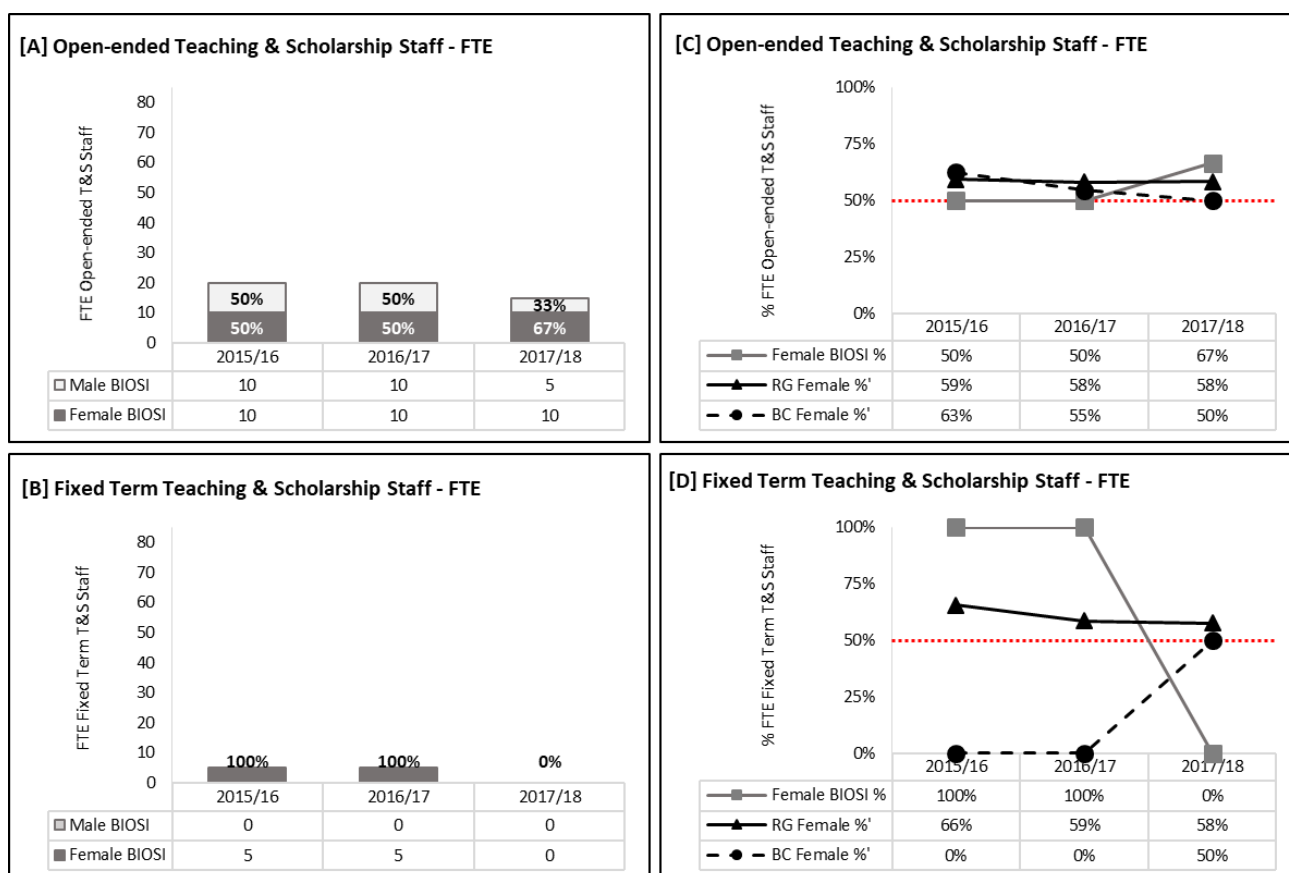 [A] Open-ended Teaching & Scholarship Staff - FTE
FTE Open-ended T&S Staff
80
70
60
50
40
30
20
10
0
50% 50% 33%
50% 50% 67%
2015/16 2016/17 2017/18
Male BIOSI 10 10 5
Female BIOSI 10 10 10
[C] Open-ended Teaching & Scholarship Staff - FTE
% FTE Open-ended T&S Staff
100%
75%
50%
25%
0%
2015/16 2016/17 2017/18
Female BIOSI % 50% 50% 67%
RG Female %' 59% 58% 58%
BC Female %' 63% 55% 50%
[B] Fixed Term Teaching & Scholarship Staff - FTE
FTE Fixed Term T&S Staff
80
70
60
50
40
30
20
10
0
100% 100% 0%
2015/16 2016/17 2017/18
Male BIOSI 0 0 0
Female BIOSI 5 5 0
[D] Fixed Term Teaching & Scholarship Staff - FTE
% FTE Fixed Term T&S Staff
100%
75%
50%
25%
0%
2015/16 2016/17 2017/18
Female BIOSI % 100% 100% 0%
RG Female %' 66% 59% 58%
BC Female %' 0% 0% 50%